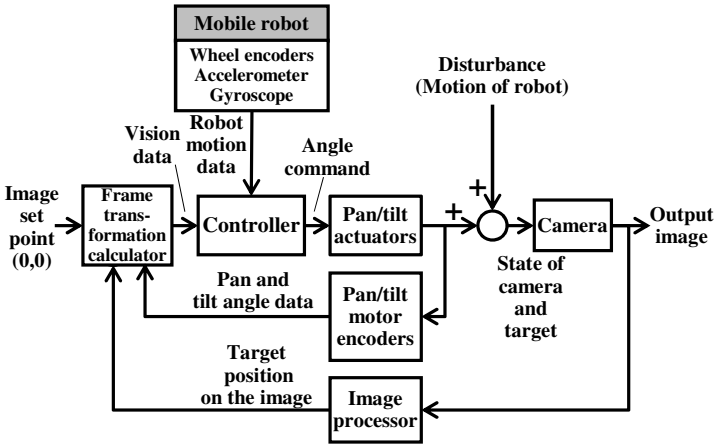 Mobile robot
Wheel encoders
Accelerometer
Gyroscope
Disturbance
(Motion of robot)
Vision
data
Robot
motion
data
Angle
command
Image
set
point
(0,0)
Frame
trans-
formation
calculator
Controller
Pan/tilt
actuators
+
+
Camera
Output
image
State of
camera
and
target
Pan and
tilt angle data
Pan/tilt
motor
encoders
Target
position
on the image
Image
processor